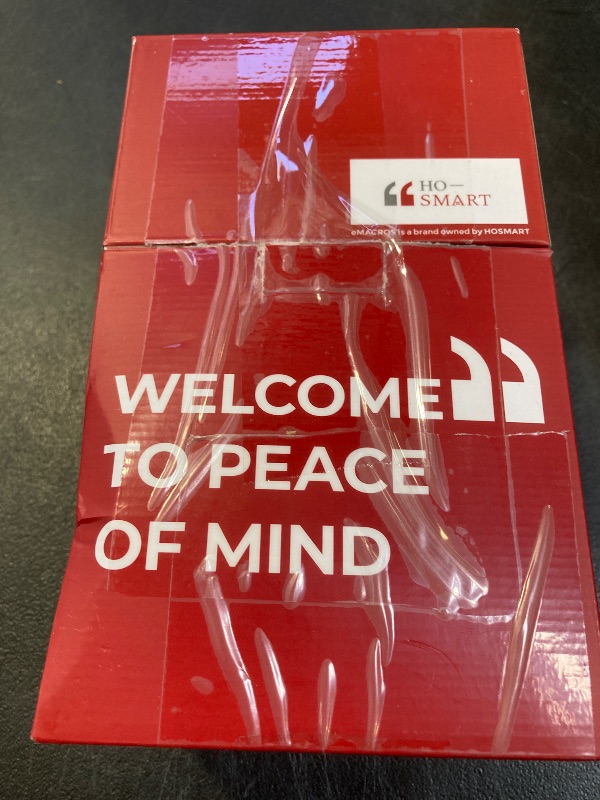 HO—
SMART
eMACROS is a brand owned by HOSMART
WELCOME
TO PEACE
OF MIND